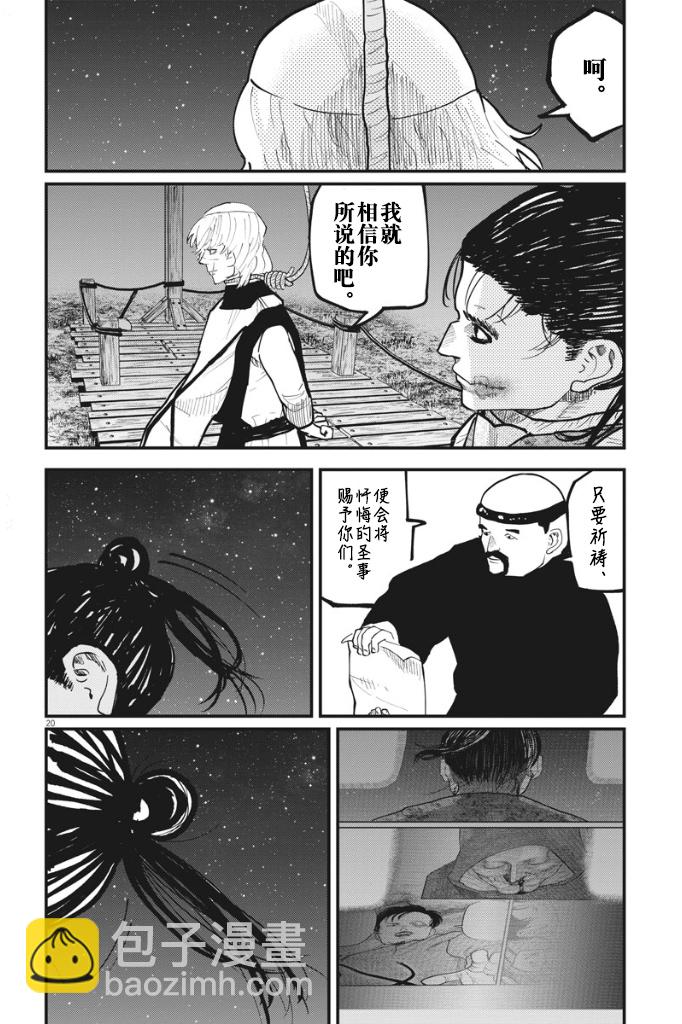 呵。
我就
相信你
所说的吧。
只要祈祷、
便会将
忏悔的圣事
赐予你们。
20
包子漫畫
baozimh.com